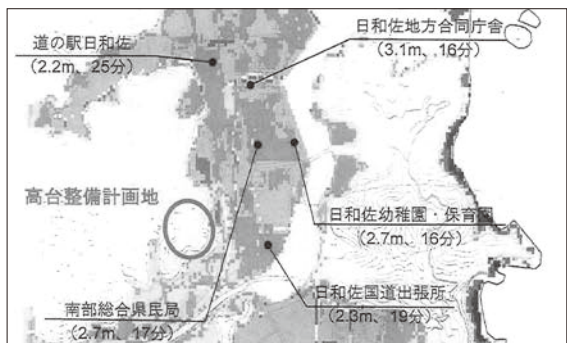 道の駅日和佐
(2.2m、25分)
日和佐地方合同庁舎
(3.1m、16分)
高台整備計画地
日和佐幼稚園・保育園
(2.7m、16分)
南部総合県民局
(2.7m、17分)
日和佐国道出張所
(2.3m、19分)